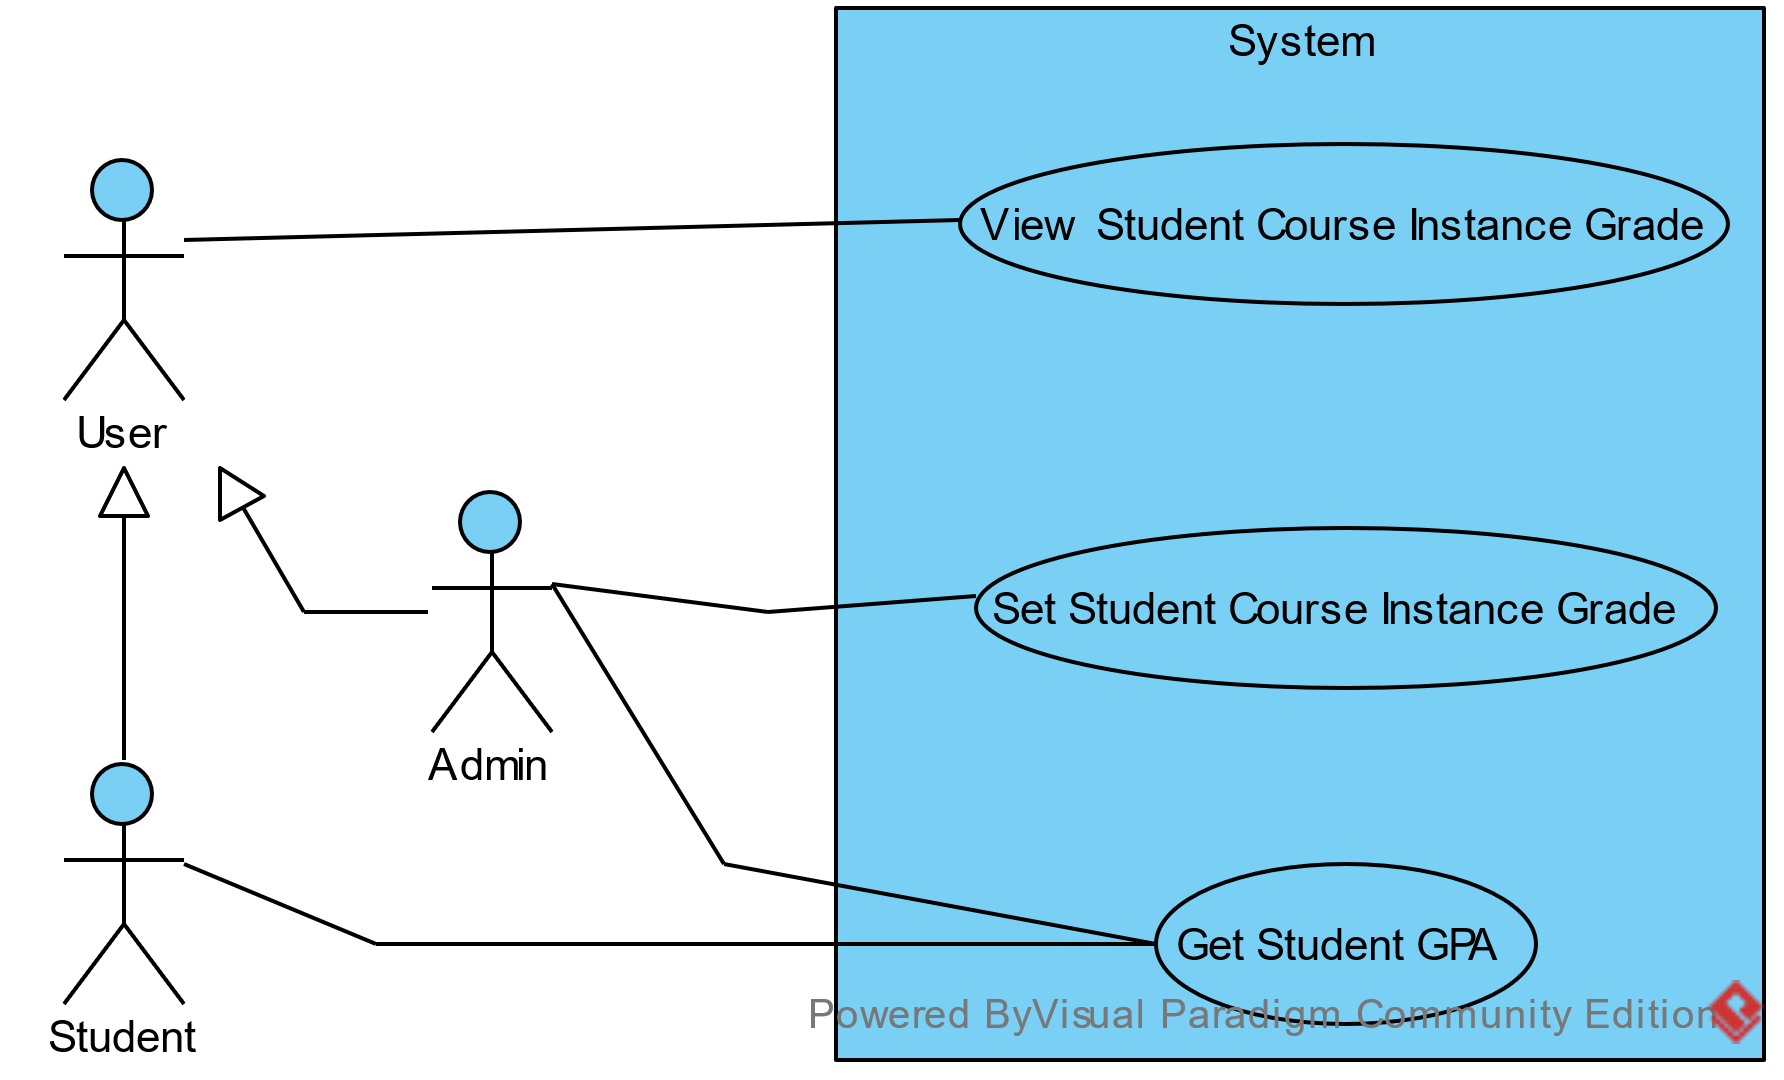 System
View Student Course Instance Grade
User
Set Student Course Instance Grade
Admin
Get Student GPA
Powered ByVisual Paradigm Community Edition
Student